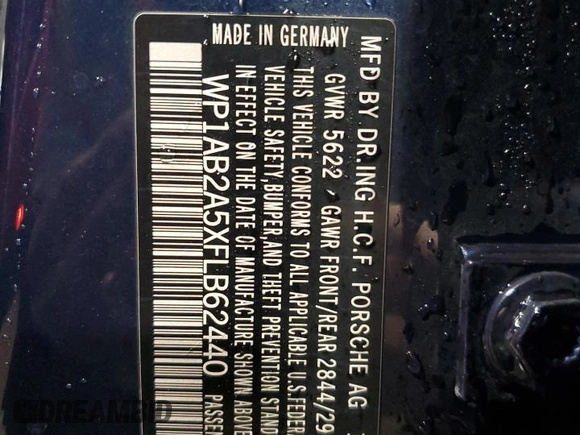 MADE IN GERMANY
MFD BY DR.ING H.C.F. PORSCHE AG
GVWR 5622 , GAWR FRONT/REAR 2844/29
THIS VEHICLE CONFORMS TO ALL APPLICABLE U.S.FEDER
VEHICLE SAFETY,BUMPER,AND THEFT PREVENTION STAND
IN EFFECT ON THE DATE OF MANUFACTURE SHOWN ABOVE
WP1AB2A5XFLB62440
PASSEN
DREAMBID